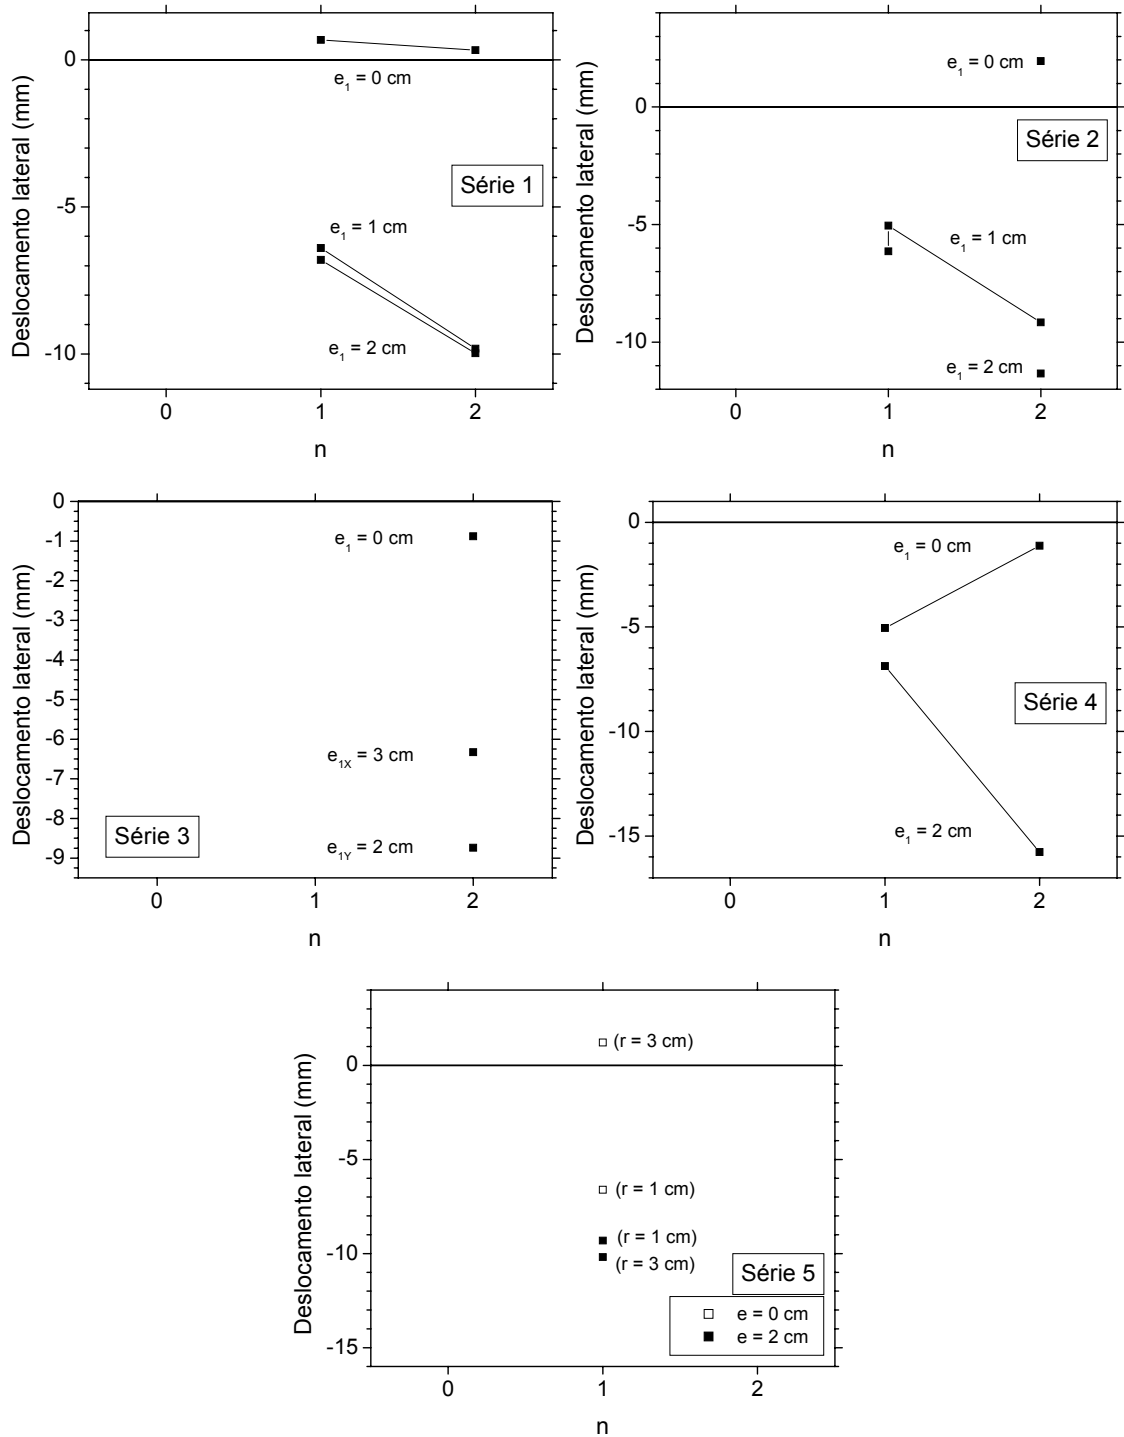 0
-5
-10
0
1
2
n
Deslocamento lateral (mm)
e1 = 0 cm
e1 = 1 cm
e1 = 2 cm
Série 1
0
-5
-10
0
1
2
n
Deslocamento lateral (mm)
e1 = 0 cm
Série 2
e1 = 1 cm
e1 = 2 cm
0
-1
-2
-3
-4
-5
-6
-7
-8
-9
0
1
2
n
Deslocamento lateral (mm)
e1 = 0 cm
e1X = 3 cm
e1Y = 2 cm
Série 3
0
-5
-10
-15
0
1
2
n
Deslocamento lateral (mm)
e1 = 0 cm
Série 4
e1 = 2 cm
0
-5
-10
-15
0
1
2
n
Deslocamento lateral (mm)
(r = 3 cm)
(r = 1 cm)
(r = 1 cm)
(r = 3 cm)
Série 5
e = 0 cm
e = 2 cm